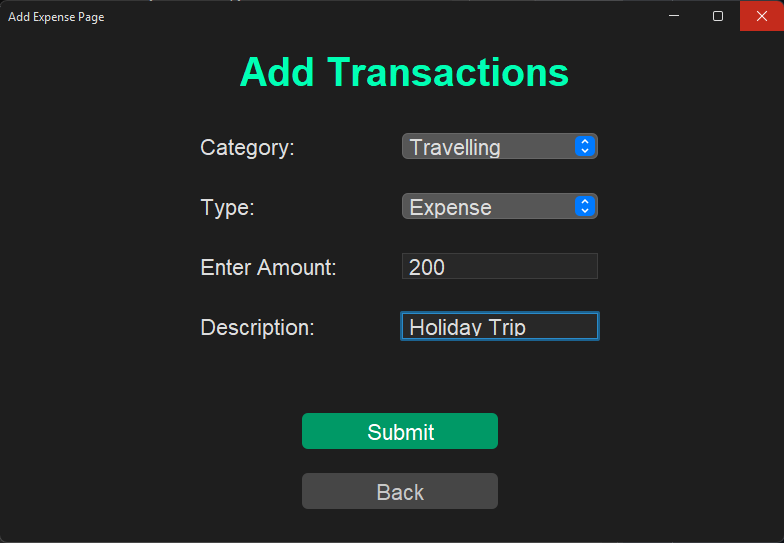 Add Expense Page
Add Transactions
Category: Travelling
Type: Expense
Enter Amount: 200
Description: Holiday Trip
Submit
Back